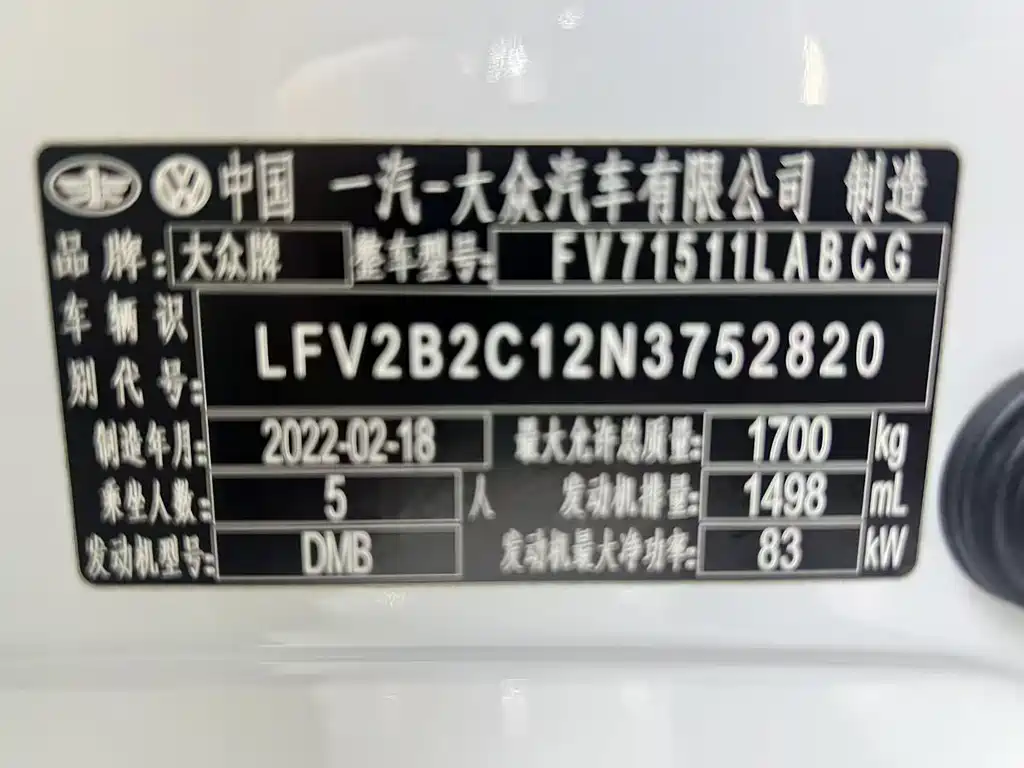 中国 一汽-大众汽车有限公司 制造
品牌: 大众牌 整车型号: FV71511LABCG
车辆识别代号: LFV2B2C12N3752820
制造年月: 2022-02-18 最大允许总质量: 1700 kg
乘坐人数: 5 人 发动机排量: 1498 mL
发动机型号: DMB 发动机最大净功率: 83 kW